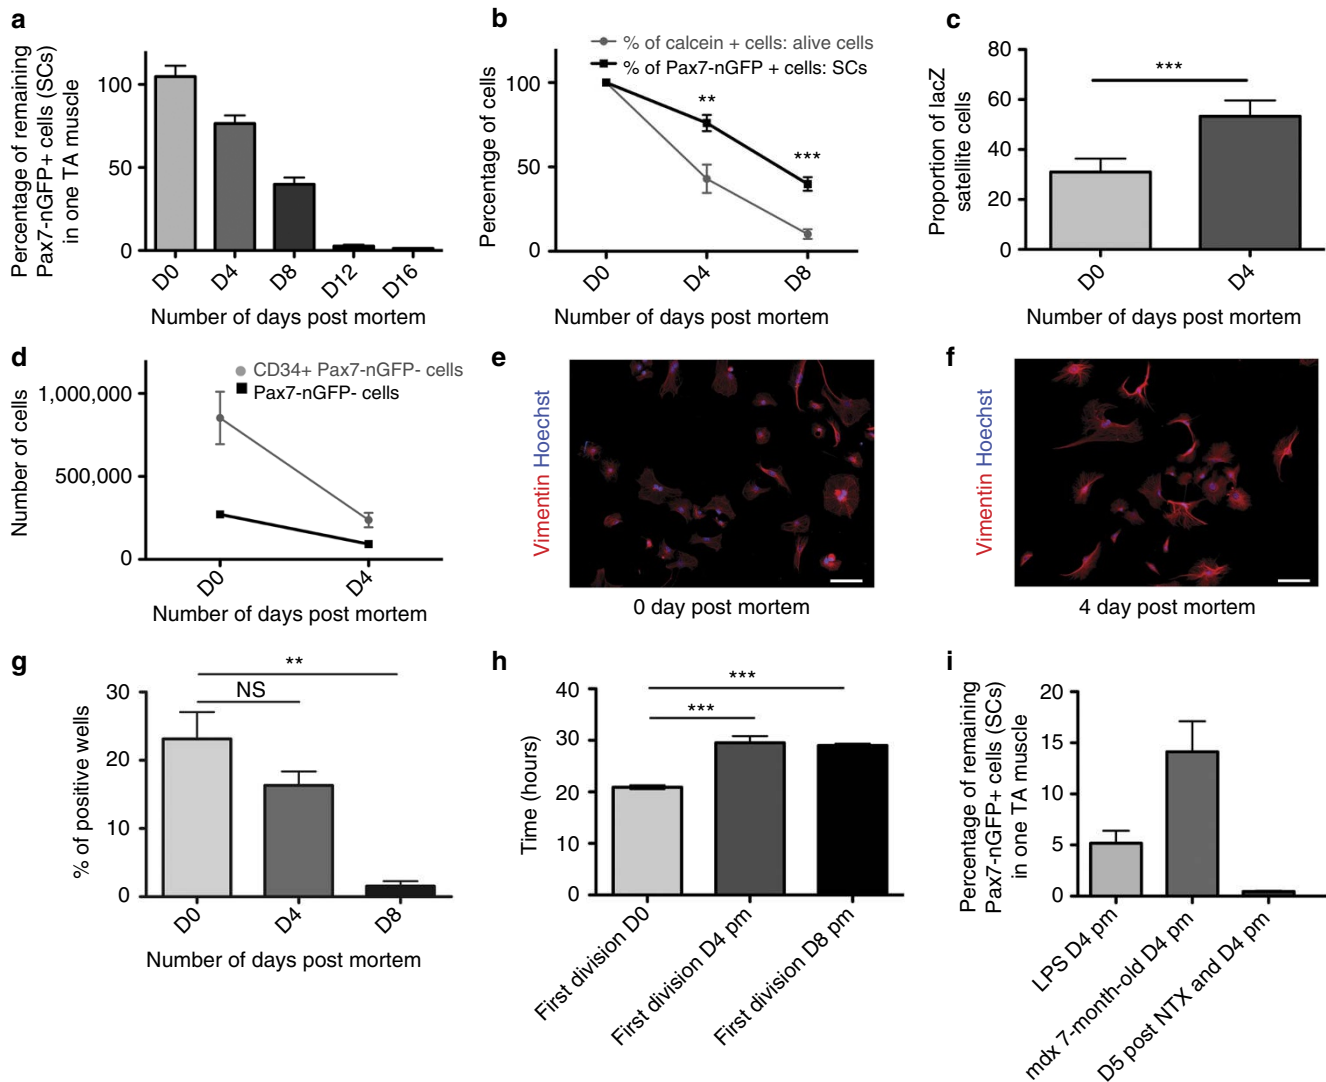 a
Percentage of remaining
Pax7-nGFP+ cells (SCs)
in one TA muscle
100
50
0
D0
D4
D8
D12
D16
Number of days post mortem
b
% of calcein + cells: alive cells
% of Pax7-nGFP + cells: SCs
Percentage of cells
100
50
0
**
***
D0
D4
D8
Number of days post mortem
c
Proportion of lacZ
satellite cells
80
60
40
20
0
***
D0
D4
Number of days post mortem
d
CD34+ Pax7-nGFP- cells
Pax7-nGFP- cells
Number of cells
1,000,000
500,000
0
D0
D4
Number of days post mortem
e
Vimentin Hoechst
0 day post mortem
f
Vimentin Hoechst
4 day post mortem
g
% of positive wells
30
20
10
0
**
NS
D0
D4
D8
Number of days post mortem
h
Time (hours)
40
30
20
10
0
***
***
First division D0
First division D4 pm
First division D8 pm
i
Percentage of remaining
Pax7-nGFP+ cells (SCs)
in one TA muscle
20
15
10
5
0
LPS D4 pm
mdx 7-month-old D4 pm
D5 post NTX and D4 pm